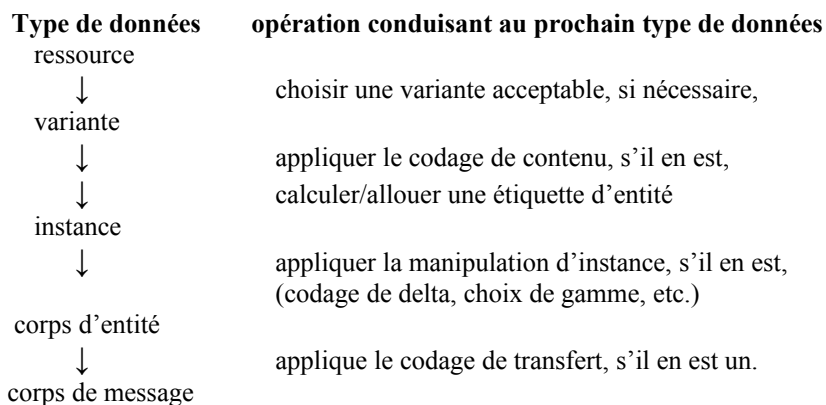 Type de données opération conduisant au prochain type de données
ressource
↓ choisir une variante acceptable, si nécessaire,
variante
↓ appliquer le codage de contenu, s’il en est,
↓ calculer/allouer une étiquette d’entité
instance
↓ appliquer la manipulation d’instance, s’il en est,
(codage de delta, choix de gamme, etc.)
corps d’entité
↓ applique le codage de transfert, s’il en est un.
corps de message